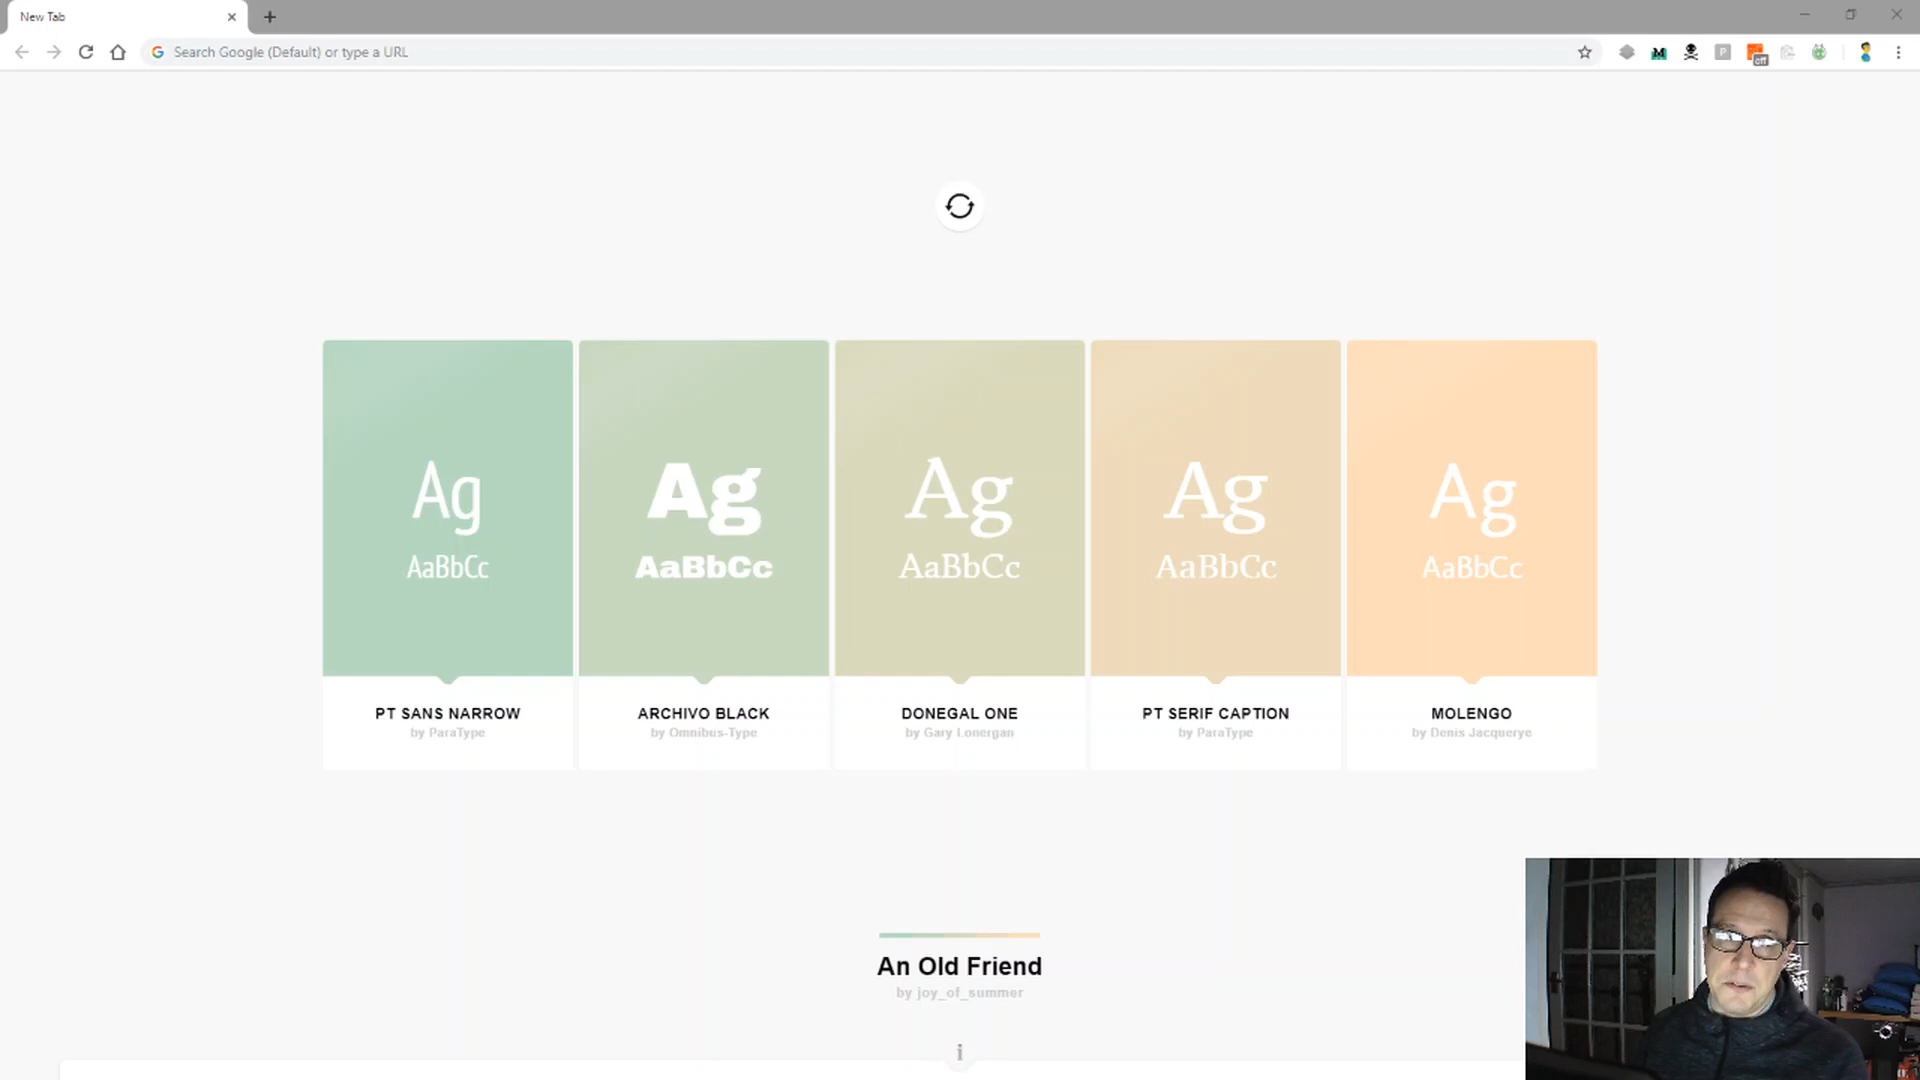 New Tab
Search Google (Default) or type a URL
off
Ag
AaBbCc
PT SANS NARROW
by ParaType
Ag
AaBbCc
ARCHIVO BLACK
by Omnibus-Type
Ag
AaBbCc
DONEGAL ONE
by Gary Lonergan
Ag
AaBbCc
PT SERIF CAPTION
by ParaType
Ag
AaBbCc
MOLENGO
by Denis Jacquerye
An Old Friend
by joy_of_summer
i